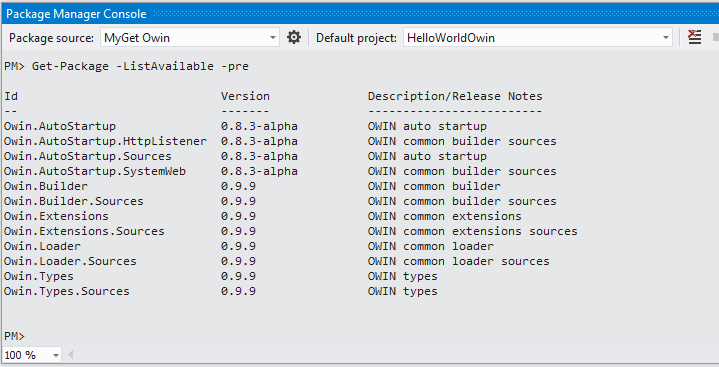 Package Manager Console
Package source: MyGet Owin Default project: HelloWorldOwin
PM> Get-Package -ListAvailable -pre
Id Version Description/Release Notes
-- ------- -------------------------
Owin.AutoStartup 0.8.3-alpha OWIN auto startup
Owin.AutoStartup.HttpListener 0.8.3-alpha OWIN common builder sources
Owin.AutoStartup.Sources 0.8.3-alpha OWIN auto startup
Owin.AutoStartup.SystemWeb 0.8.3-alpha OWIN common builder sources
Owin.Builder 0.9.9 OWIN common builder
Owin.Builder.Sources 0.9.9 OWIN common builder sources
Owin.Extensions 0.9.9 OWIN common extensions
Owin.Extensions.Sources 0.9.9 OWIN common extensions sources
Owin.Loader 0.9.9 OWIN common loader
Owin.Loader.Sources 0.9.9 OWIN common loader sources
Owin.Types 0.9.9 OWIN types
Owin.Types.Sources 0.9.9 OWIN types
PM>
100 %